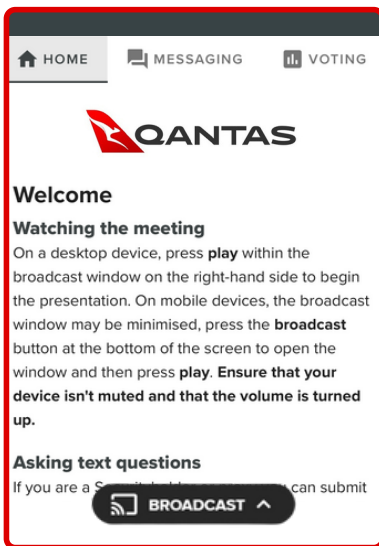 HOME MESSAGING VOTING
QANTAS
Welcome
Watching the meeting
On a desktop device, press play within the
broadcast window on the right-hand side to begin
the presentation. On mobile devices, the broadcast
window may be minimised, press the broadcast
button at the bottom of the screen to open the
window and then press play. Ensure that your
device isn't muted and that the volume is turned
up.
Asking text questions
If you are a can submit
BROADCAST